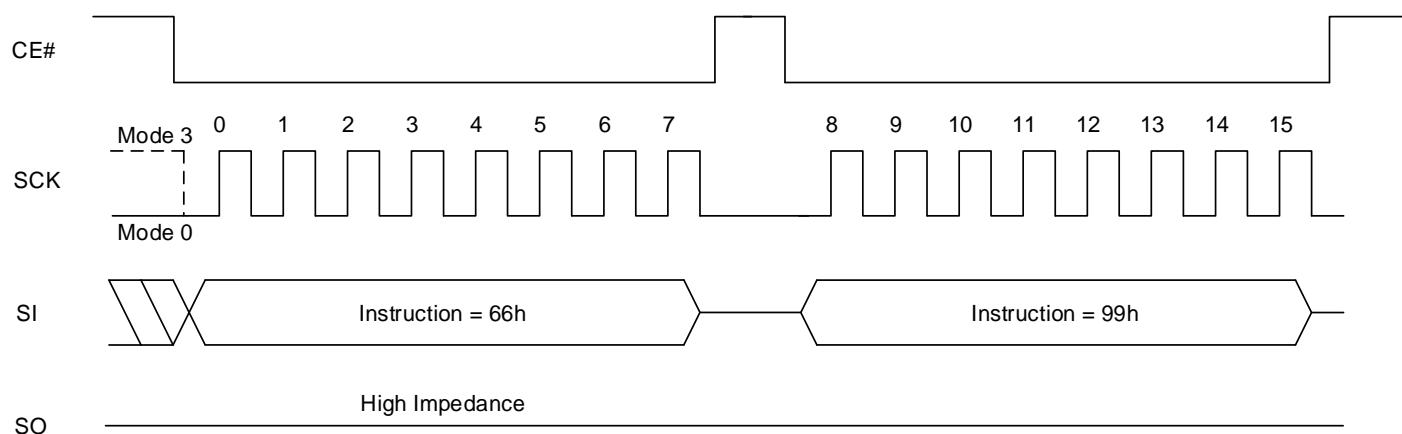 CE#
Mode 3
0 1 2 3 4 5 6 7 8 9 10 11 12 13 14 15
SCK
Mode 0
SI
Instruction = 66h
Instruction = 99h
High Impedance
SO